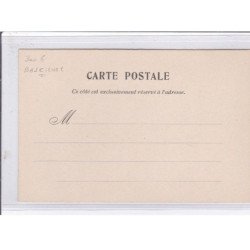 CARTE POSTALE
Ce côté est exclusivement réservé à l'adresse.
M